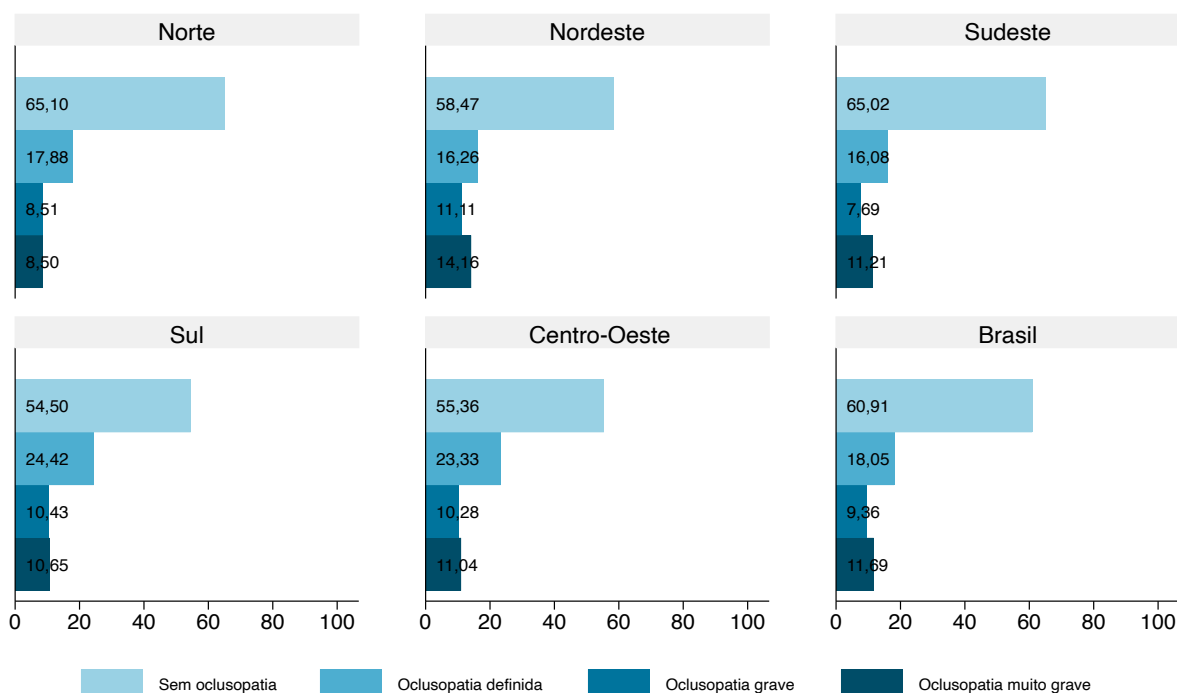 Norte
65,10
17,88
8,51
8,50
Nordeste
58,47
16,26
11,11
14,16
Sudeste
65,02
16,08
7,69
11,21
Sul
54,50
24,42
10,43
10,65
0 20 40 60 80 100
Centro-Oeste
55,36
23,33
10,28
11,04
0 20 40 60 80 100
Brasil
60,91
18,05
9,36
11,69
0 20 40 60 80 100
Sem oclusopatia
Oclusopatia definida
Oclusopatia grave
Oclusopatia muito grave